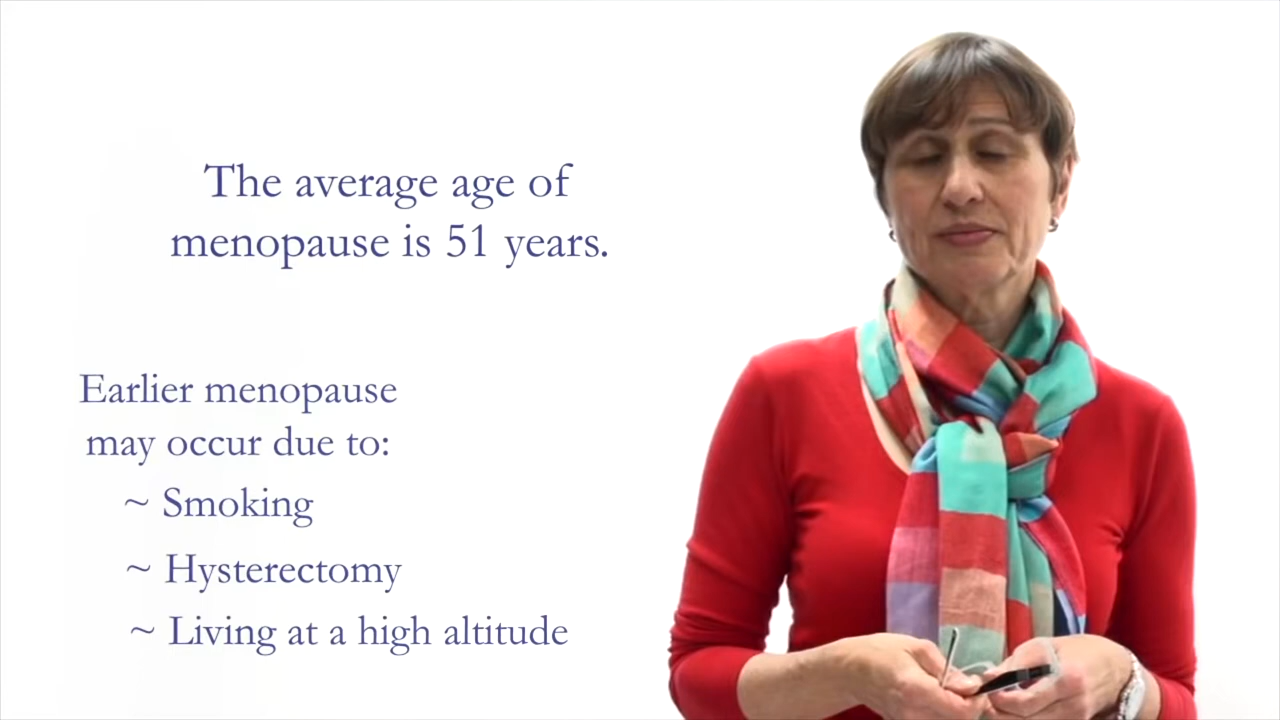 The average age of
menopause is 51 years.
Earlier menopause
may occur due to:
~ Smoking
~ Hysterectomy
~ Living at a high altitude